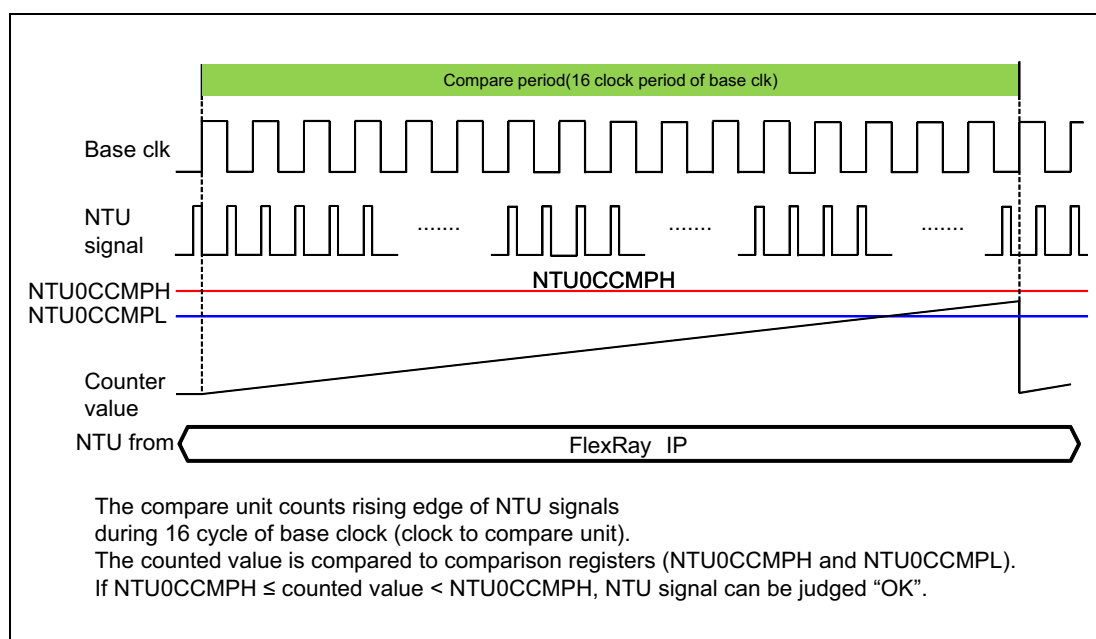 Compare period(16 clock period of base clk)
Base clk
NTU
signal
.......
.......
.......
NTU0CCMPH
NTU0CCMPH
NTU0CCMPL
Counter
value
NTU from
FlexRay IP
The compare unit counts rising edge of NTU signals
during 16 cycle of base clock (clock to compare unit).
The counted value is compared to comparison registers (NTU0CCMPH and NTU0CCMPL).
If NTU0CCMPH ≤ counted value < NTU0CCMPH, NTU signal can be judged “OK”.